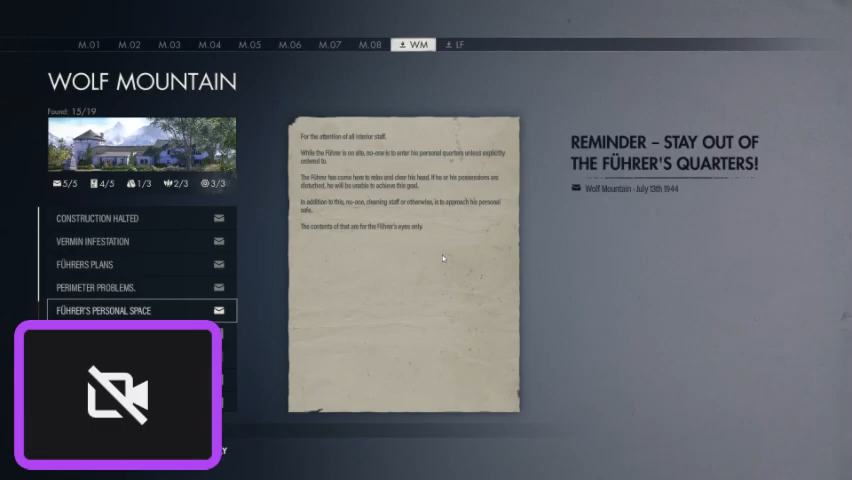 M.01 M.02 M.03 M.04 M.05 M.06 M.07 M.08 WM LF
WOLF MOUNTAIN
Found: 15/19
5/5 4/5 1/3 2/3 3/3
CONSTRUCTION HALTED
VERMIN INFESTATION
FÜHRERS PLANS
PERIMETER PROBLEMS.
FÜHRER'S PERSONAL SPACE
For the attention of all interior staff.
While the Führer is on site, no-one is to enter his personal quarters unless explicitly
ordered to.
The Führer has come here to relax and clear his head. If he or his possessions are
disturbed, he will be unable to achieve this goal.
In addition to this, no-one, cleaning staff or otherwise, is to approach his personal
safe.
The contents of that are for the Führer's eyes only.
REMINDER – STAY OUT OF
THE FÜHRER'S QUARTERS!
Wolf Mountain - July 13th 1944